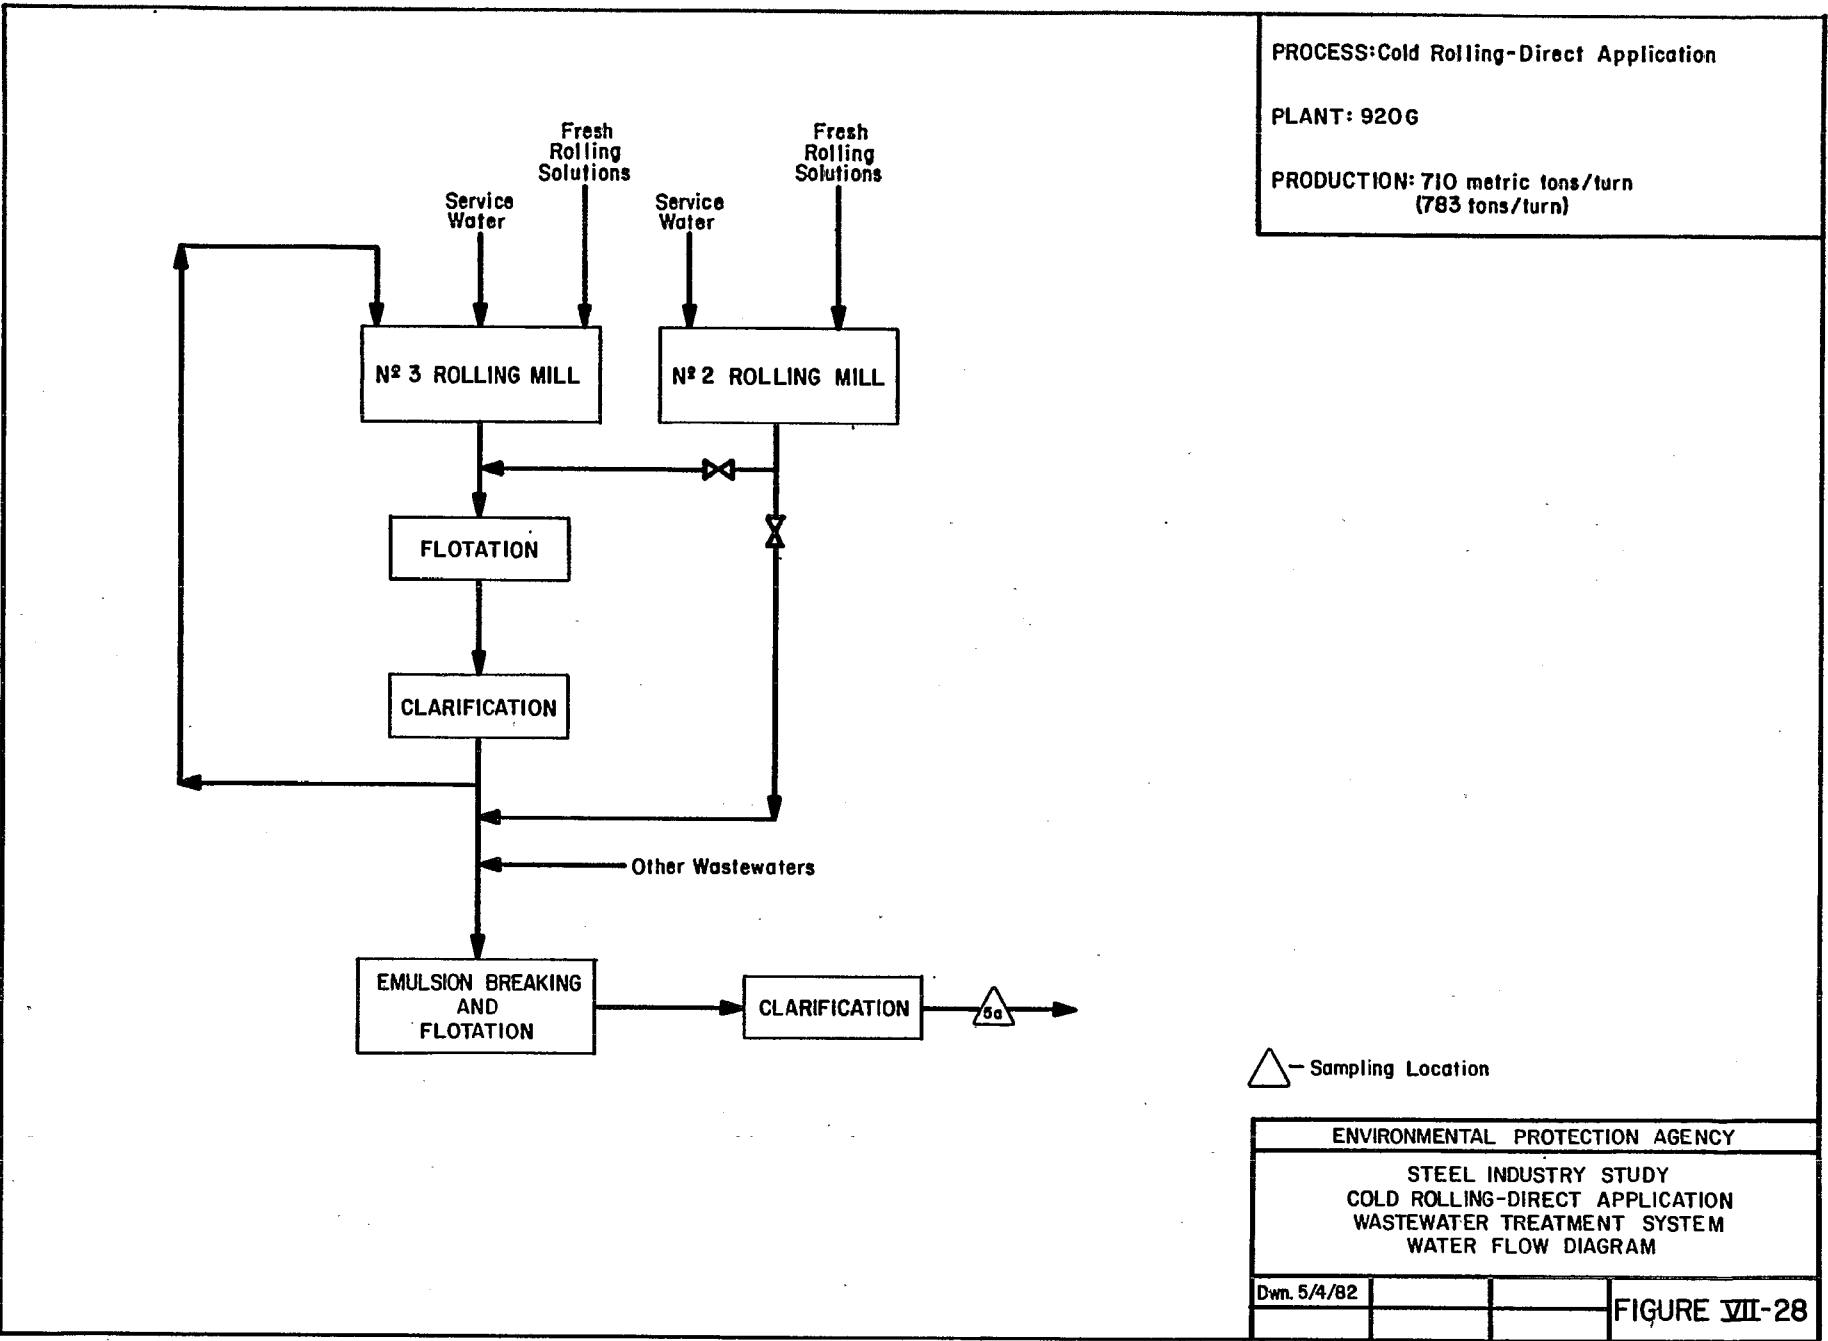 PROCESS:Cold Rolling-Direct Application
PLANT: 920G
PRODUCTION: 710 metric tons/turn
(783 tons/turn)
Fresh
Rolling
Solutions
Fresh
Rolling
Solutions
Service
Water
Service
Water
Nº 3 ROLLING MILL
Nº 2 ROLLING MILL
FLOTATION
CLARIFICATION
Other Wastewaters
EMULSION BREAKING
AND
FLOTATION
CLARIFICATION
5a
– Sampling Location
ENVIRONMENTAL PROTECTION AGENCY
STEEL INDUSTRY STUDY
COLD ROLLING-DIRECT APPLICATION
WASTEWATER TREATMENT SYSTEM
WATER FLOW DIAGRAM
Dwn. 5/4/82
FIGURE VII-28